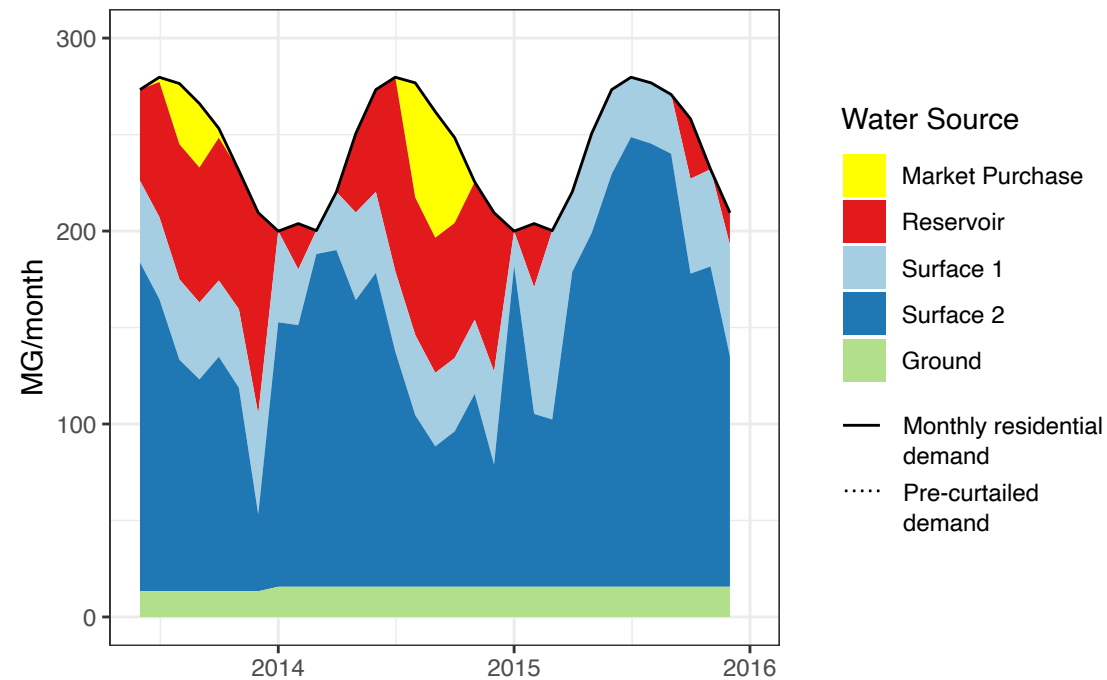 MG/month
300
200
100
0
2014
2015
2016
Water Source
Market Purchase
Reservoir
Surface 1
Surface 2
Ground
Monthly residential
demand
Pre-curtailed
demand